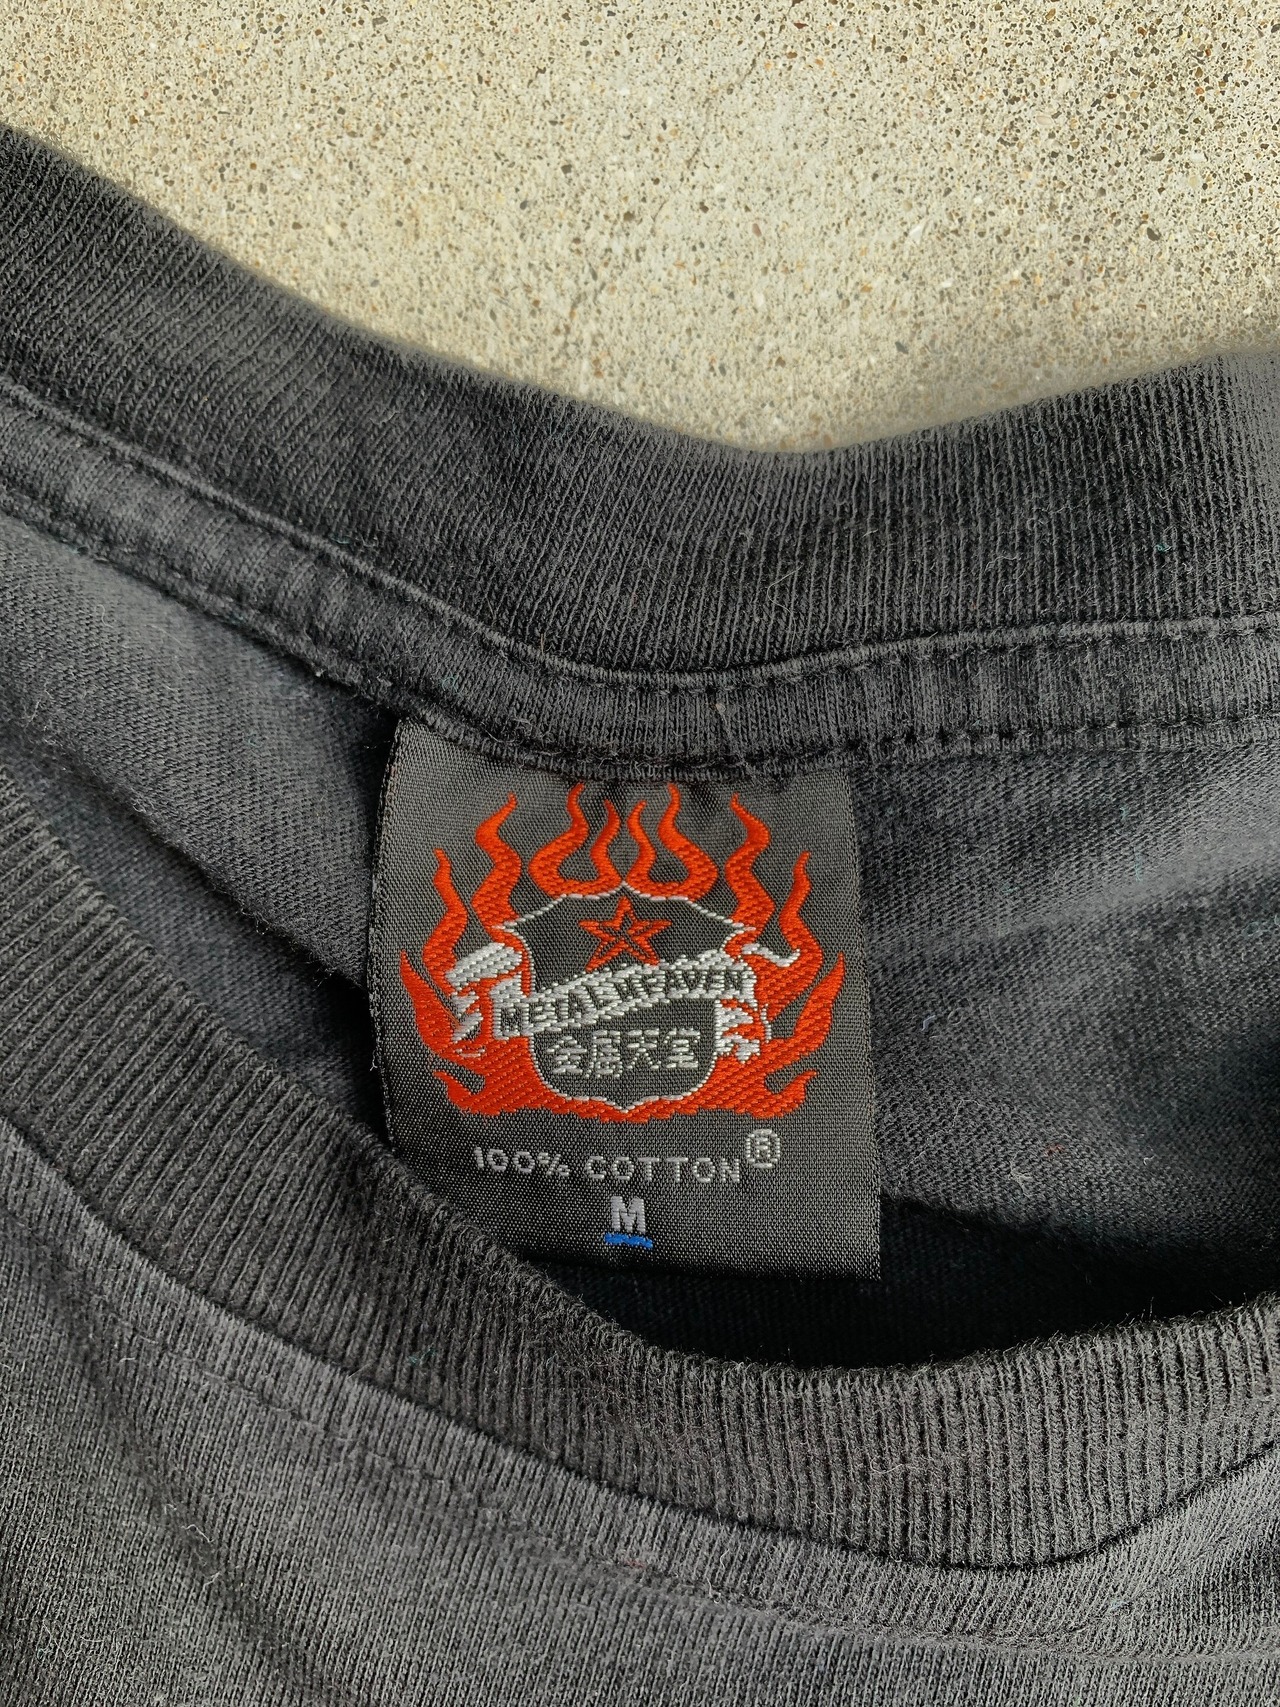 METAL HEAVEN
金属天堂
100% COTTON®
M